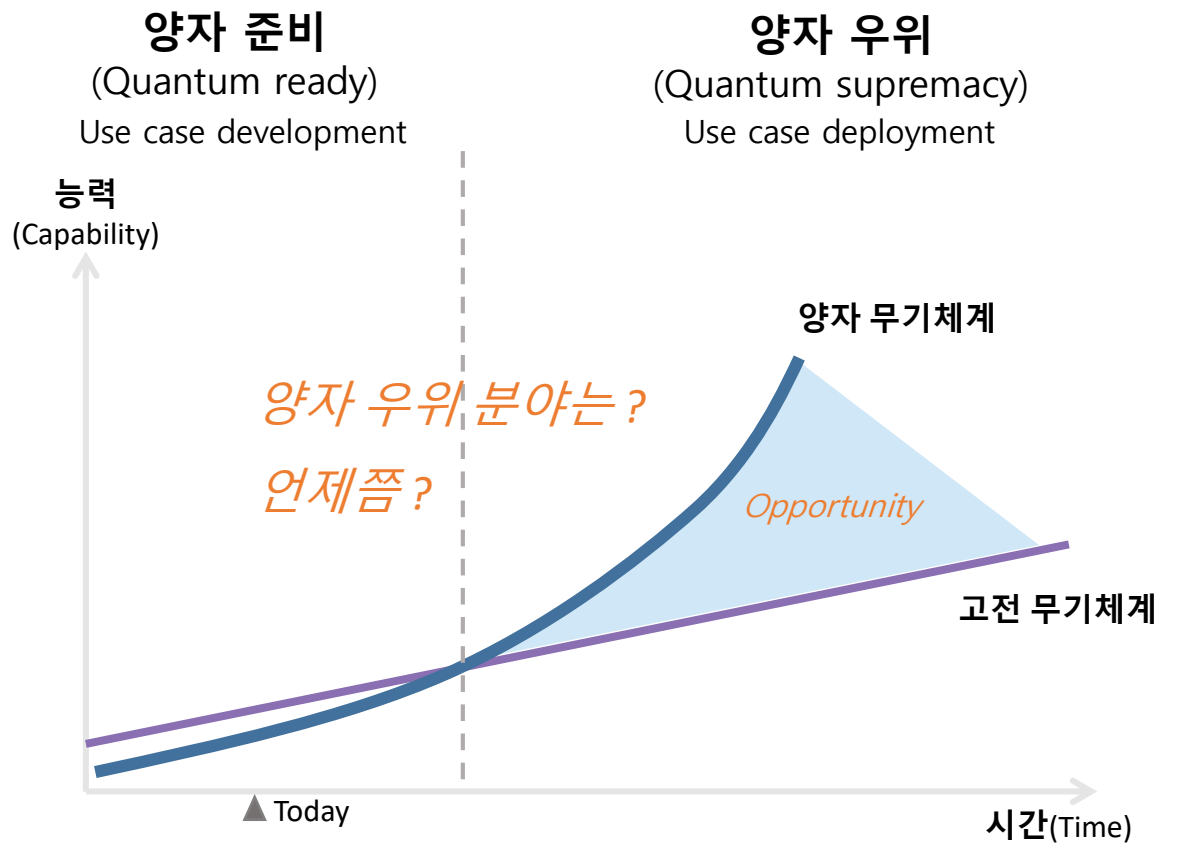 양자 준비
(Quantum ready)
Use case development
양자 우위
(Quantum supremacy)
Use case deployment
능력
(Capability)
양자 무기체계
양자 우위 분야는?
언제쯤?
Opportunity
고전 무기체계
Today
시간(Time)